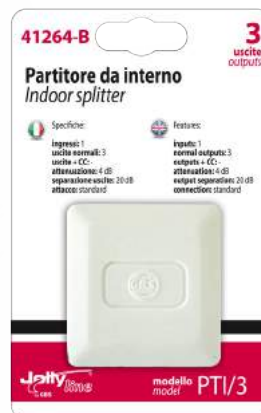 41264-B
3
uscite
outputs
Partitore da interno
Indoor splitter
Specifiche:
ingressi: 1
uscite normali: 3
uscite + CC: -
attenuazione: 4 dB
separazione uscite: 20 dB
attacco: standard
Features:
inputs: 1
normal outputs: 3
outputs + CC: -
attenuation: 4 dB
output separation: 20 dB
connection: standard
Jolly line
CBS
modello
model
PTI/3